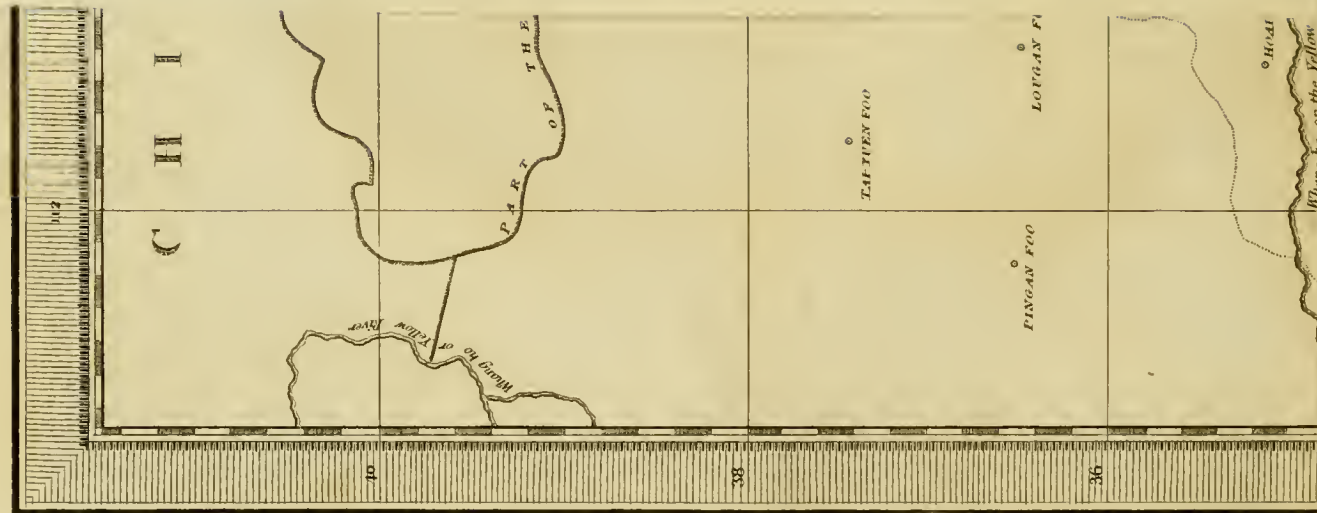 C H I
112
40
Whang ho or Yellow River
PART OF THE
38
TAI-YUEN FOO
PINGAN FOO
LOUGAN
36
HOAI
Yellow